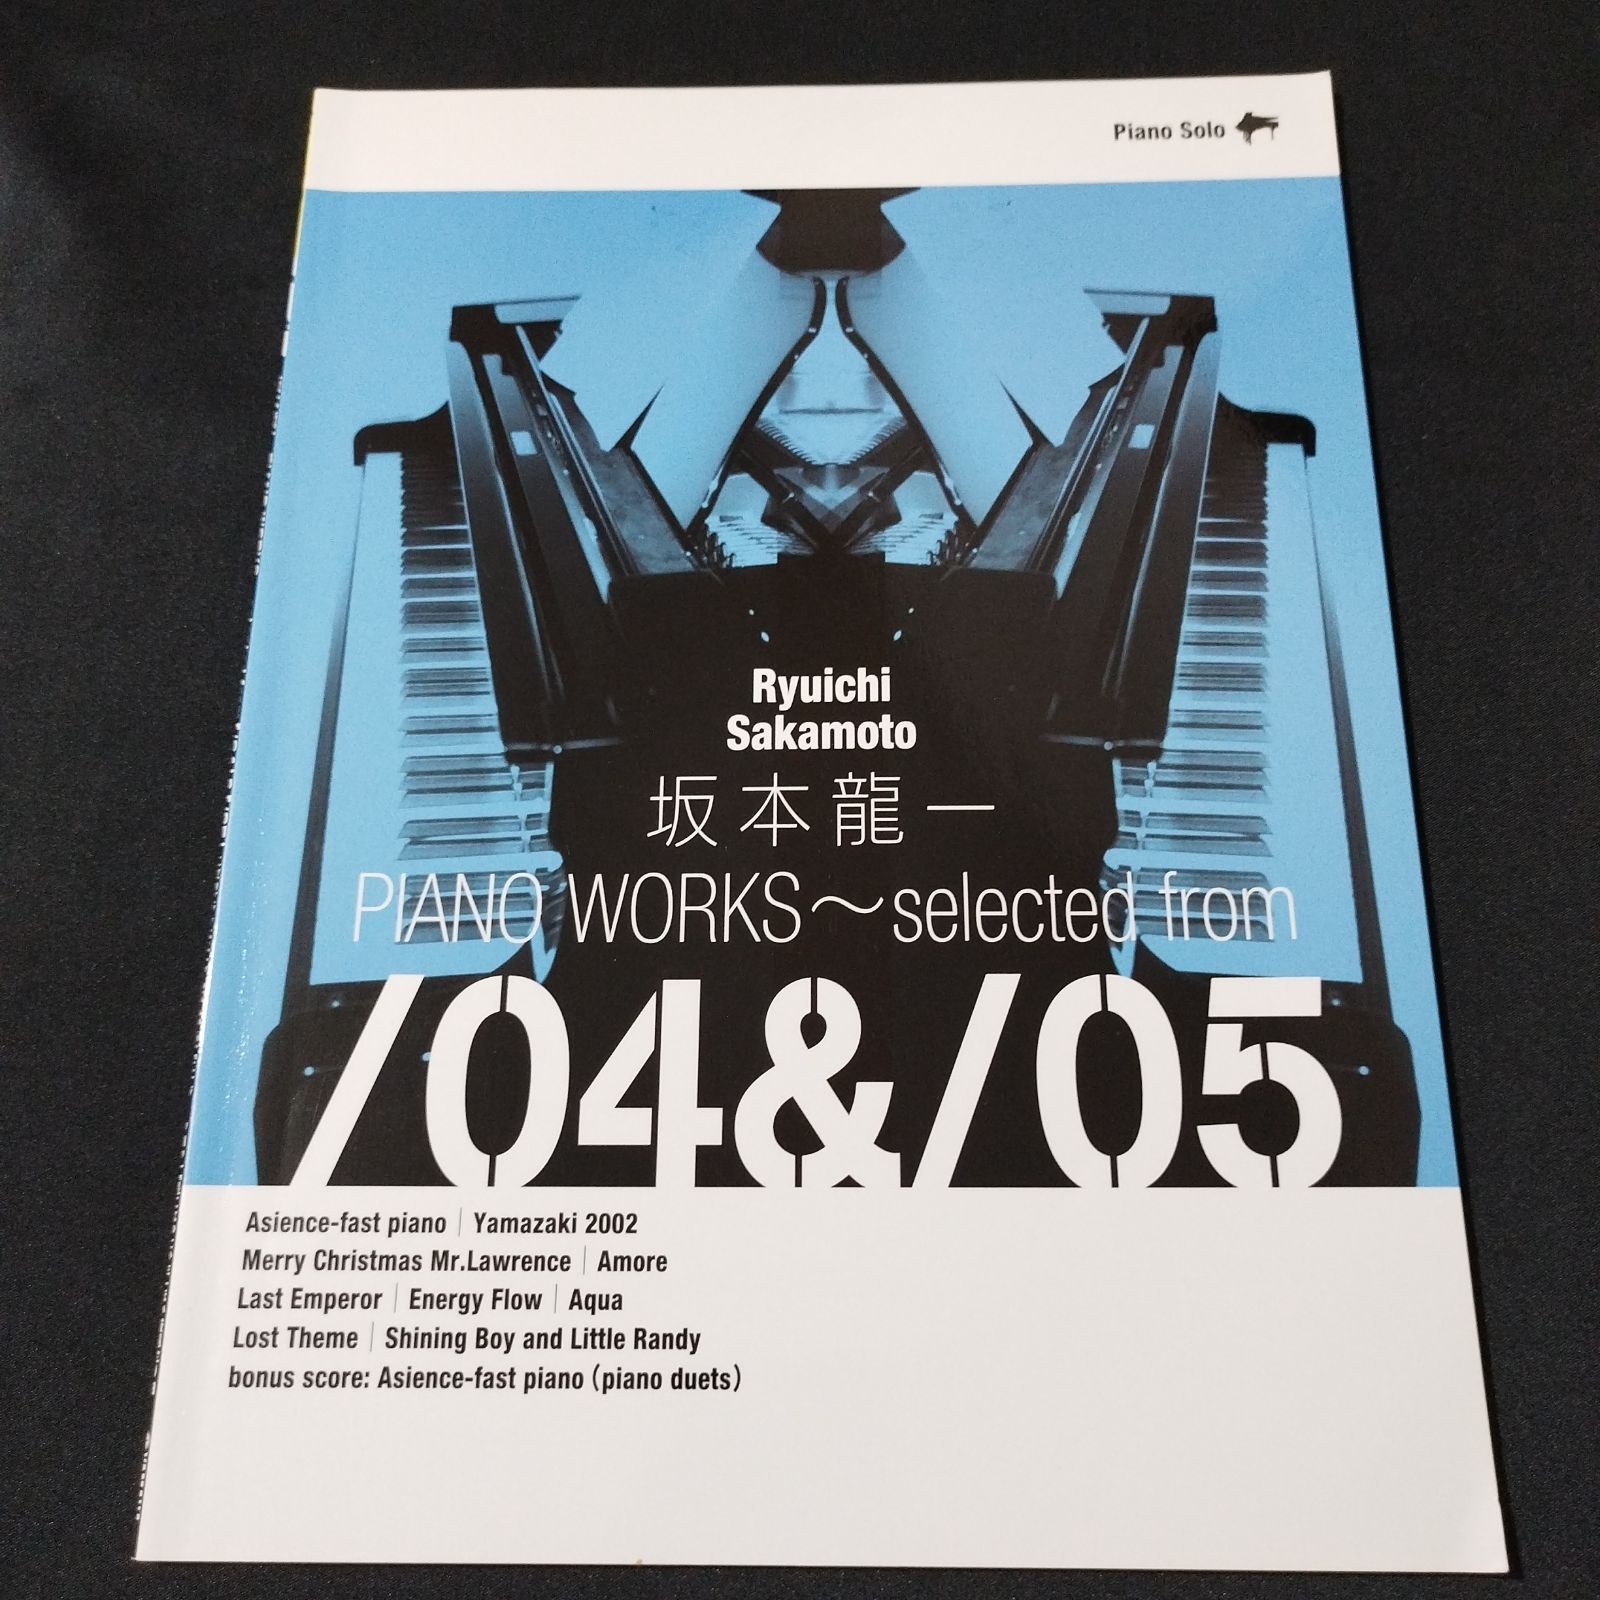 Piano Solo
Ryuichi
Sakamoto
坂本龍一
PIANO WORKS〜selected from
/04&/05
Asience-fast piano | Yamazaki 2002
Merry Christmas Mr.Lawrence | Amore
Last Emperor | Energy Flow | Aqua
Lost Theme | Shining Boy and Little Randy
bonus score: Asience-fast piano (piano duets)